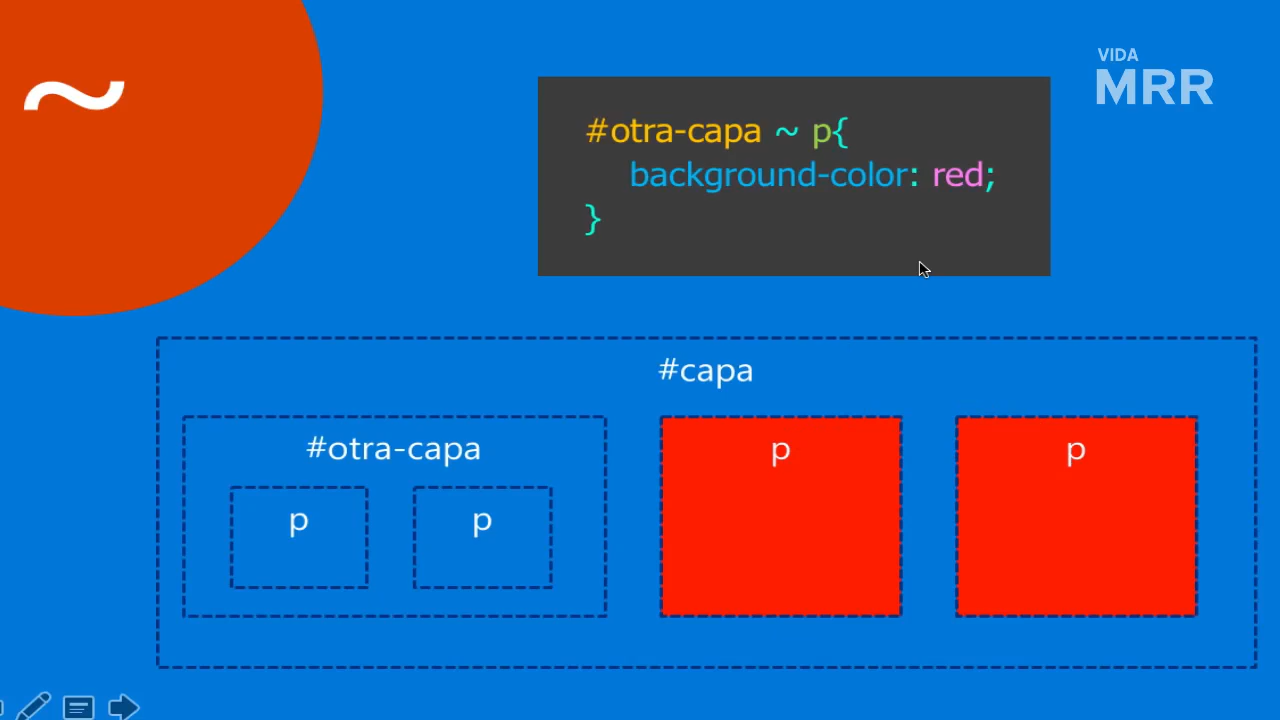 ~
VIDA
MRR
#otra-capa ~ p{
background-color: red;
}
#capa
#otra-capa
p
p
p
p